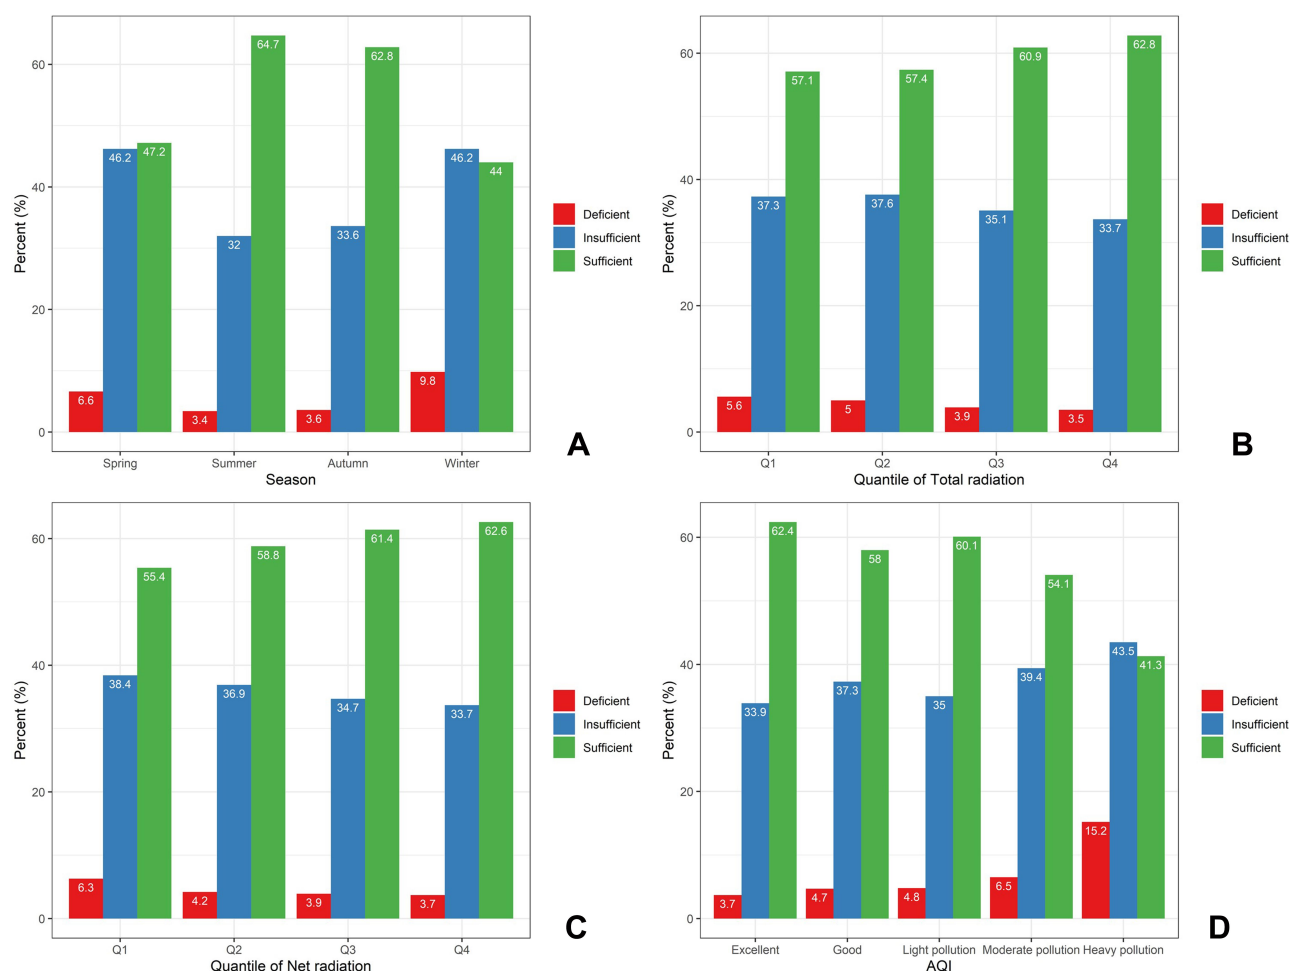 Percent (%)
60
40
20
0
46.2
47.2
6.6
64.7
32
3.4
62.8
33.6
3.6
46.2
44
9.8
Spring Summer Autumn Winter
Season
Deficient
Insufficient
Sufficient
A
Percent (%)
60
40
20
0
57.1
37.3
5.6
57.4
37.6
5
60.9
35.1
3.9
62.8
33.7
3.5
Q1 Q2 Q3 Q4
Quantile of Total radiation
Deficient
Insufficient
Sufficient
B
Percent (%)
60
40
20
0
55.4
38.4
6.3
58.8
36.9
4.2
61.4
34.7
3.9
62.6
33.7
3.7
Q1 Q2 Q3 Q4
Quantile of Net radiation
Deficient
Insufficient
Sufficient
C
Percent (%)
60
40
20
0
62.4
33.9
3.7
58
37.3
4.7
60.1
35
4.8
54.1
39.4
6.5
43.5
41.3
15.2
Excellent Good Light pollution Moderate pollution Heavy pollution
AQI
Deficient
Insufficient
Sufficient
D